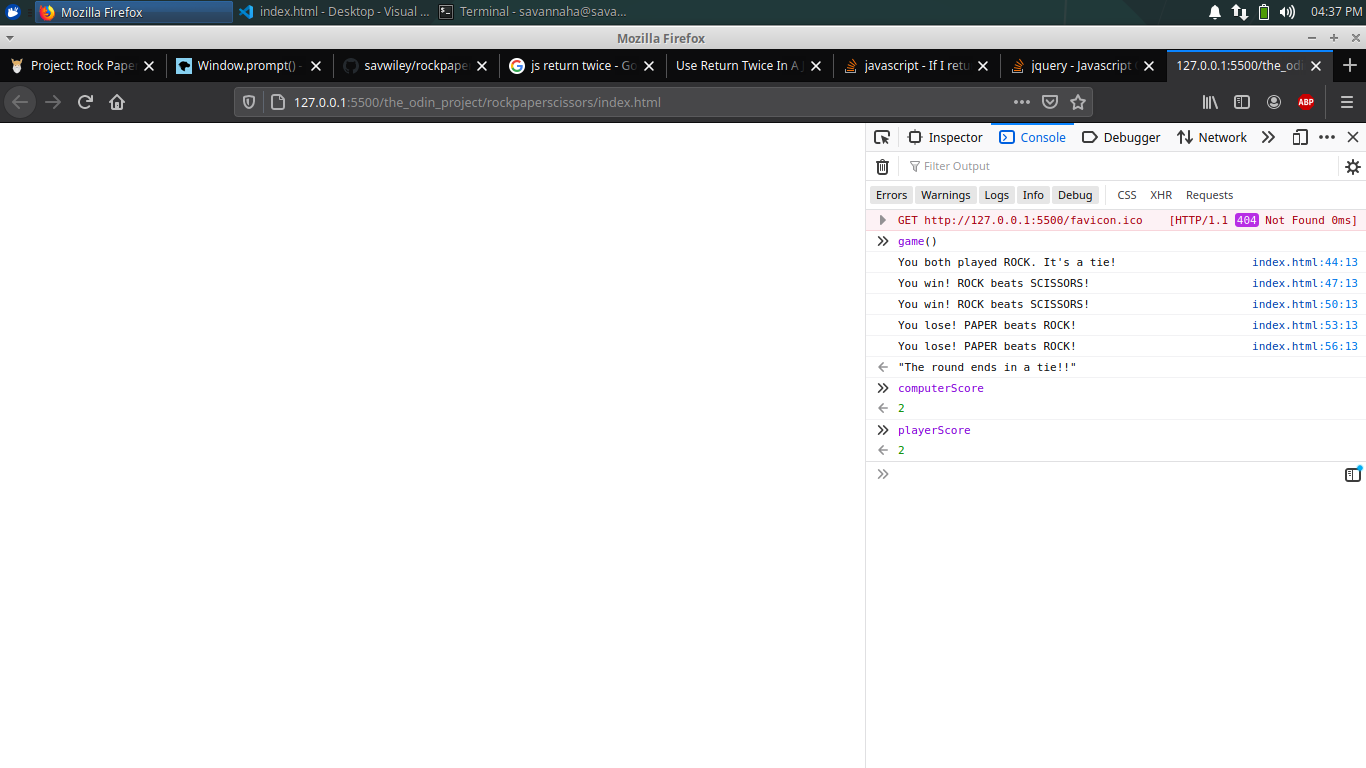 Mozilla Firefox
index.html - Desktop - Visual ...
Terminal - savannaha@sava...
04:37 PM
Mozilla Firefox
Project: Rock Pape
Window.prompt() -
savwiley/rockpape
js return twice - Go
Use Return Twice In A J
javascript - If I retu
jquery - Javascript
127.0.0.1:5500/the_odi
127.0.0.1:5500/the_odin_project/rockpaperscissors/index.html
ABP
Inspector
Console
Debugger
Network
Filter Output
Errors
Warnings
Logs
Info
Debug
CSS
XHR
Requests
GET http://127.0.0.1:5500/favicon.ico [HTTP/1.1 404 Not Found 0ms]
game()
You both played ROCK. It's a tie! index.html:44:13
You win! ROCK beats SCISSORS! index.html:47:13
You win! ROCK beats SCISSORS! index.html:50:13
You lose! PAPER beats ROCK! index.html:53:13
You lose! PAPER beats ROCK! index.html:56:13
"The round ends in a tie!!"
computerScore
2
playerScore
2